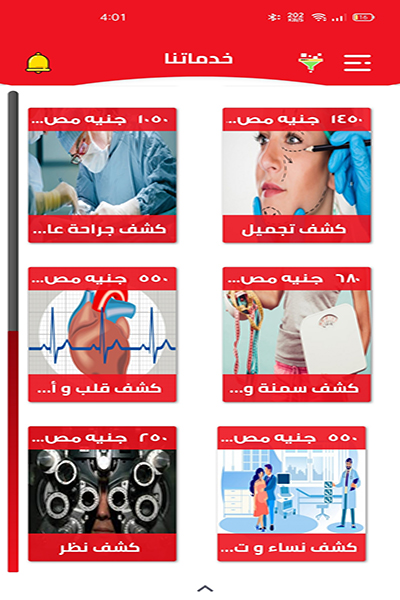 4:01
16
خدماتنا
١٤٥٠ جنيه مص...
كشف تجميل
١٠٥٠ جنيه مص...
كشف جراحة عا...
٦٨٠ جنيه مص...
كشف سمنة و...
٥٥٠ جنيه مص...
كشف قلب و أ...
٥٥٠ جنيه مص...
كشف نساء و ت...
٢٥٠ جنيه مص...
كشف نظر